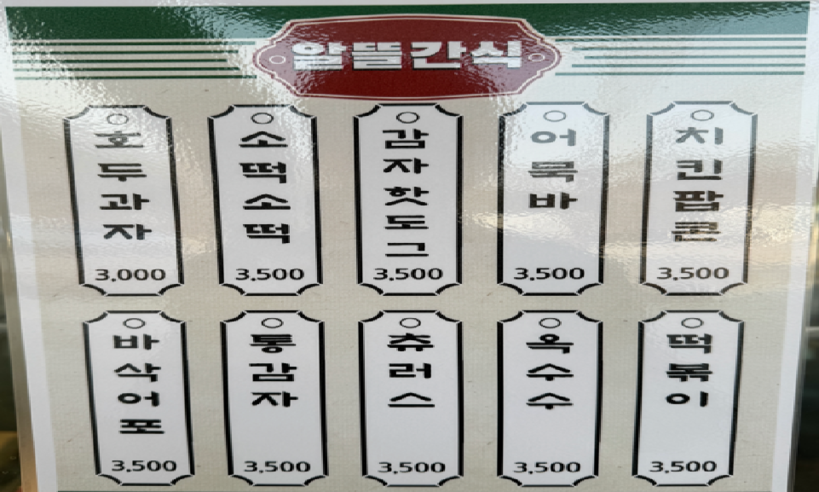 알뜰간식
호두과자
3,000
소떡소떡
3,500
감자핫도그
3,500
어묵바
3,500
치킨팝콘
3,500
바삭어포
3,500
통감자
3,500
츄러스
3,500
옥수수
3,500
떡볶이
3,500